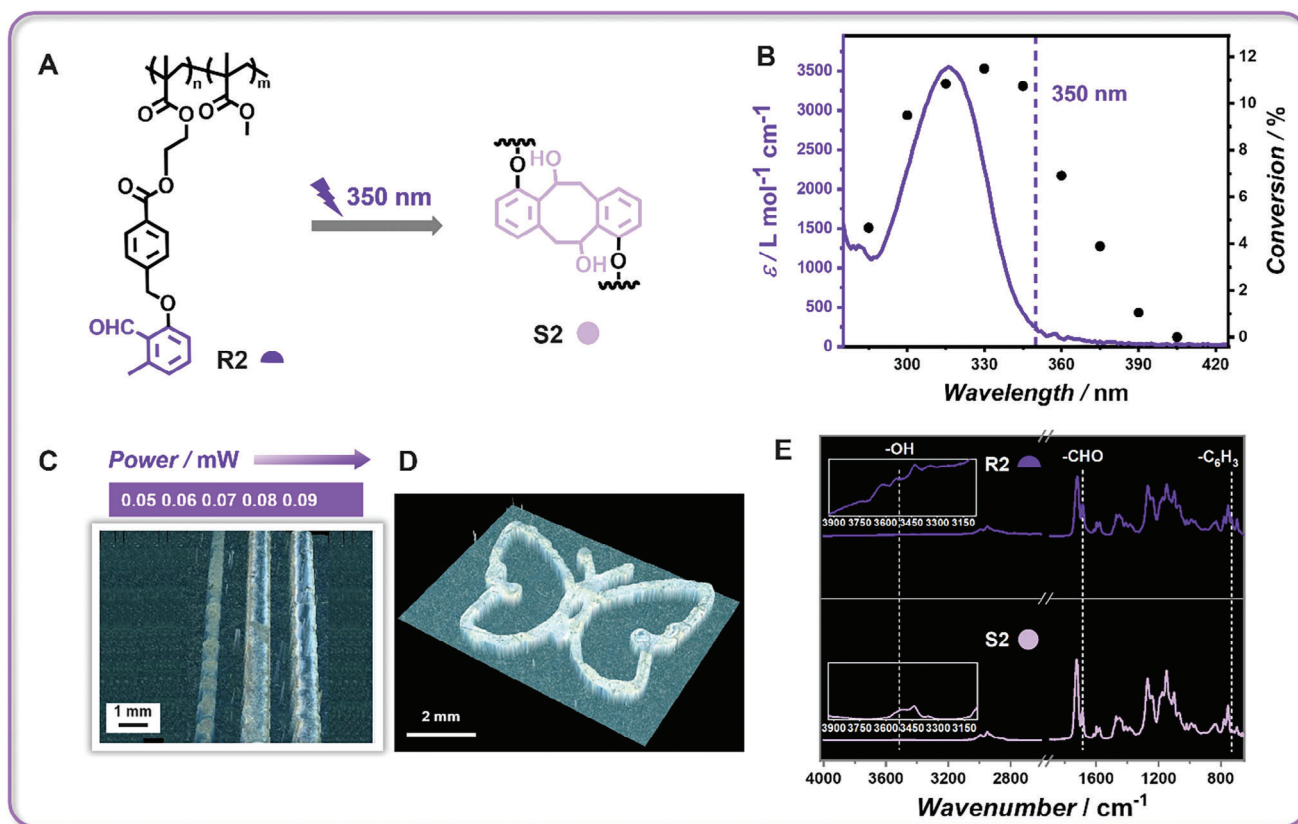 A
n
m
O
O
O
O
O
O
O
OHC
O
R2
350 nm
HO
O
OH
O
S2
B
350 nm
ε / L mol⁻¹ cm⁻¹
3500
3000
2500
2000
1500
1000
500
0
Conversion / %
12
10
8
6
4
2
0
300 330 360 390 420
Wavelength / nm
C
Power / mW
0.05 0.06 0.07 0.08 0.09
1 mm
D
2 mm
E
-OH
R2
-CHO
-C₆H₃
3900 3750 3600 3450 3300 3150
S2
3900 3750 3600 3450 3300 3150
4000 3600 3200 2800 1600 1200 800
Wavenumber / cm⁻¹